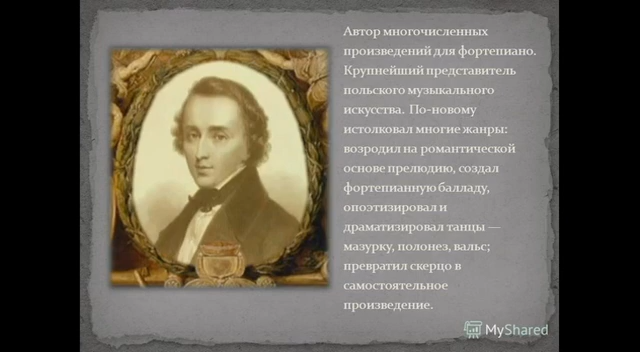 Автор многочисленных
произведений для фортепиано.
Крупнейший представитель
польского музыкального
искусства. По-новому
истолковал многие жанры:
возродил на романтической
основе прелюдию, создал
фортепианную балладу,
опоэтизировал и
драматизировал танцы —
мазурку, полонез, вальс;
превратил скерцо в
самостоятельное
произведение.
MyShared